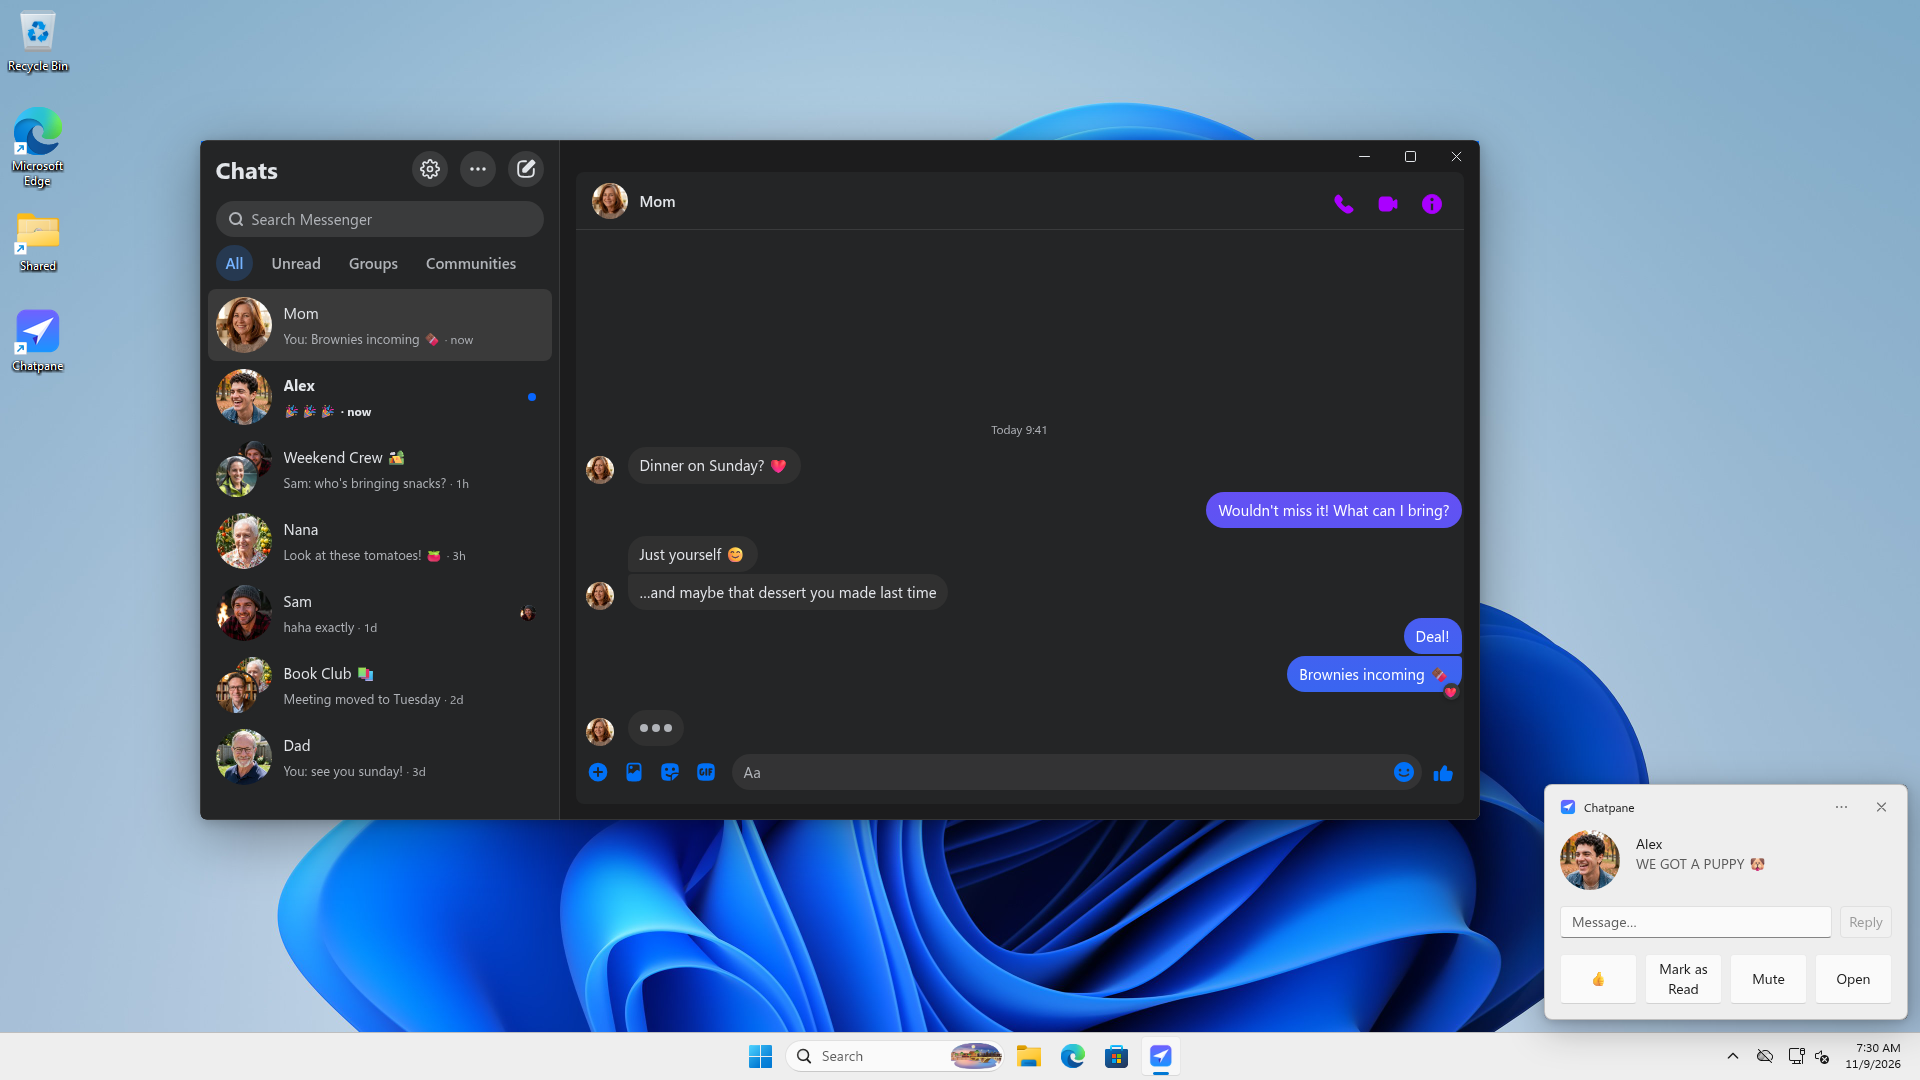 Recycle Bin
Microsoft
Edge
Shared
Chatpane
Chats
Search Messenger
All
Unread
Groups
Communities
Mom
You: Brownies incoming 🍫 · now
Alex
🎉 🎉 🎉 · now
Weekend Crew 🏕️
Sam: who's bringing snacks? · 1h
Nana
Look at these tomatoes! 🍅 · 3h
Sam
haha exactly · 1d
Book Club 📚
Meeting moved to Tuesday · 2d
Dad
You: see you sunday! · 3d
Mom
Today 9:41
Dinner on Sunday? ❤️
Wouldn't miss it! What can I bring?
Just yourself 😊
...and maybe that dessert you made last time
Deal!
Brownies incoming 🍫
GIF
Aa
Chatpane
Alex
WE GOT A PUPPY 🐶
Message...
Reply
👍
Mark as
Read
Mute
Open
Search
7:30 AM
11/9/2026